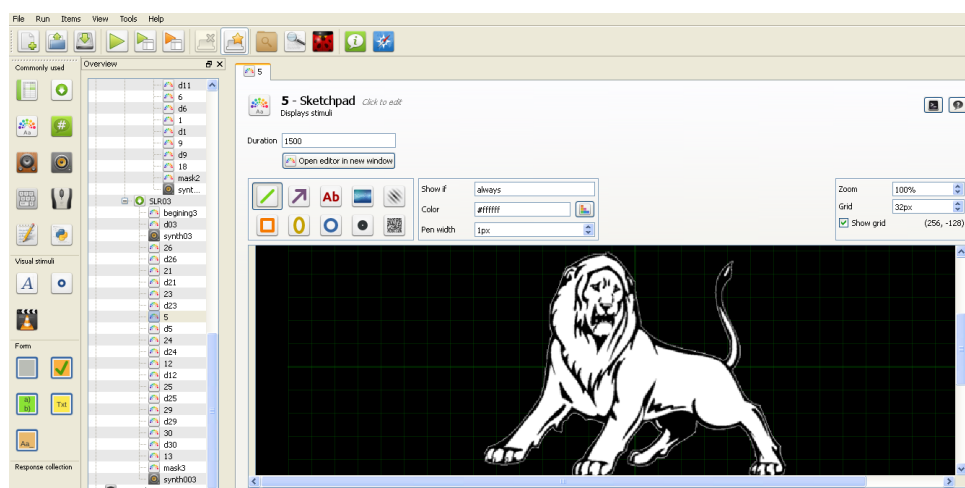 File Run Items View Tools Help
Commonly used
Overview
d11
6
d6
1
d1
9
d9
18
mask2
synt...
SLR03
begining3
d03
synth03
26
d26
21
d21
23
d23
5
d5
24
d24
12
d12
25
d25
29
d29
30
d30
13
mask3
synth003
Aa
#
Visual stimuli
A
Form
a)
b)
Txt
Aa_
Response collection
5
5 - Sketchpad Click to edit
Aa
Displays stimuli
Duration 1500
Open editor in new window
Ab
Show if always
Color #ffffff
Pen width 1px
Zoom 100%
Grid 32px
Show grid (256, -128)